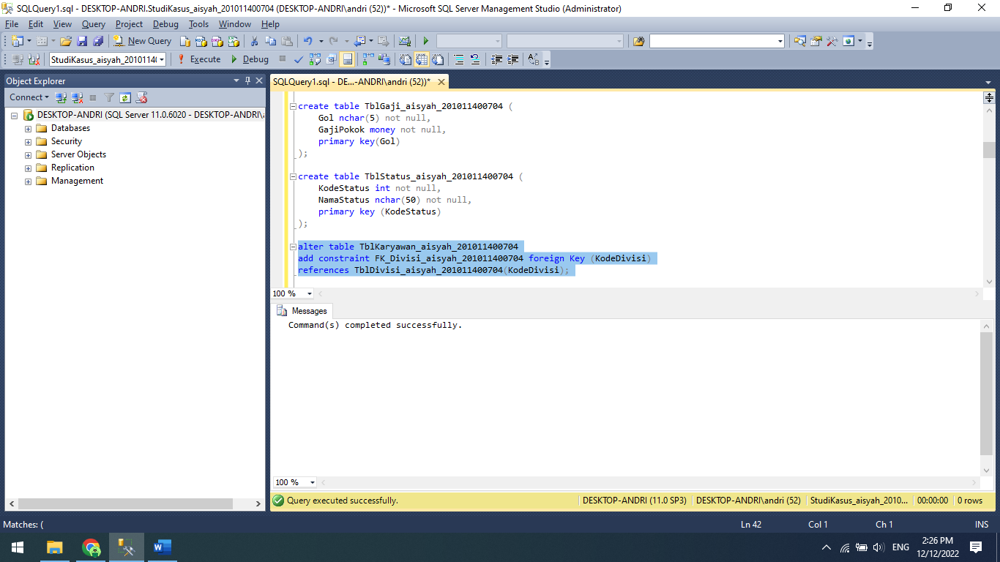 SQLQuery1.sql - DESKTOP-ANDRI.StudiKasus_aisyah_201011400704 (DESKTOP-ANDRI\andri (52))* - Microsoft SQL Server Management Studio (Administrator)
File Edit View Query Project Debug Tools Window Help
New Query
StudiKasus_aisyah_2010114( Execute Debug
Object Explorer
Connect
DESKTOP-ANDRI (SQL Server 11.0.6020 - DESKTOP-ANDRI\
Databases
Security
Server Objects
Replication
Management
SQLQuery1.sql - DE...-ANDRI\andri (52))*
create table TblGaji_aisyah_201011400704 (
Gol nchar(5) not null,
GajiPokok money not null,
primary key(Gol)
);
create table TblStatus_aisyah_201011400704 (
KodeStatus int not null,
NamaStatus nchar(50) not null,
primary key (KodeStatus)
);
alter table TblKaryawan_aisyah_201011400704
add constraint FK_Divisi_aisyah_201011400704 foreign Key (KodeDivisi)
references TblDivisi_aisyah_201011400704(KodeDivisi);
100 %
Messages
Command(s) completed successfully.
100 %
Query executed successfully. DESKTOP-ANDRI (11.0 SP3) DESKTOP-ANDRI\andri (52) StudiKasus_aisyah_2010... 00:00:00 0 rows
Matches: ( Ln 42 Col 1 Ch 1 INS
ENG
2:26 PM
12/12/2022